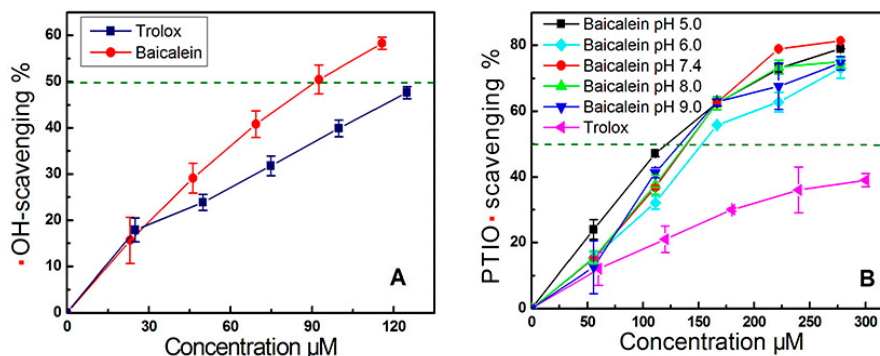 60
50
40
30
20
10
0
•OH-scavenging %
Trolox
Baicalein
A
0 30 60 90 120
Concentration µM
80
60
40
20
0
PTIO• scavenging %
Baicalein pH 5.0
Baicalein pH 6.0
Baicalein pH 7.4
Baicalein pH 8.0
Baicalein pH 9.0
Trolox
B
0 50 100 150 200 250 300
Concentration µM